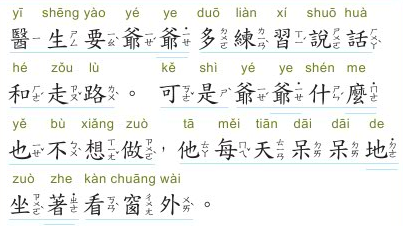 yī shēng yào yé ye duō liàn xí shuō huà
醫生要爺爺多練習說話
hé zǒu lù kě shì yé ye shén me
和走路。可是爺爺什麼
yě bù xiǎng zuò tā měi tiān dāi dāi de
也不想做，他每天呆呆地
zuò zhe kàn chuāng wài
坐著看窗外。